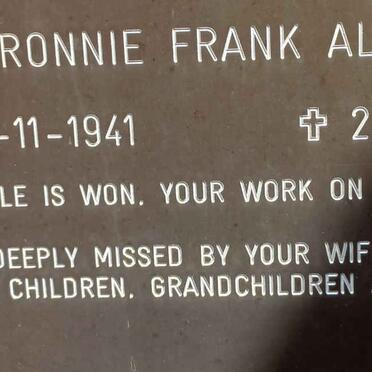 RONNIE FRANK AL
-11-1941 ✝ 2
LE IS WON. YOUR WORK ON
DEEPLY MISSED BY YOUR WIF
CHILDREN. GRANDCHILDREN